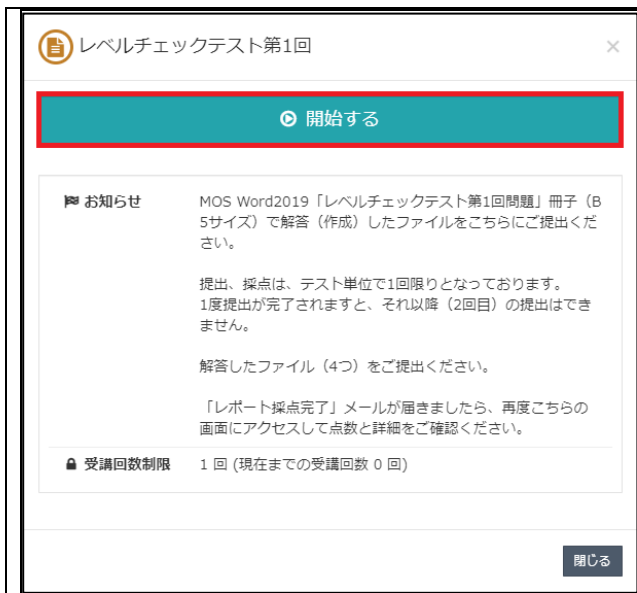 レベルチェックテスト第1回
×
開始する
お知らせ
MOS Word2019「レベルチェックテスト第1回問題」冊子（B
5サイズ）で解答（作成）したファイルをこちらにご提出くだ
さい。
提出、採点は、テスト単位で1回限りとなっております。
1度提出が完了されますと、それ以降（2回目）の提出はでき
ません。
解答したファイル（4つ）をご提出ください。
「レポート採点完了」メールが届きましたら、再度こちらの
画面にアクセスして点数と詳細をご確認ください。
受講回数制限
1 回 (現在までの受講回数 0 回)
閉じる